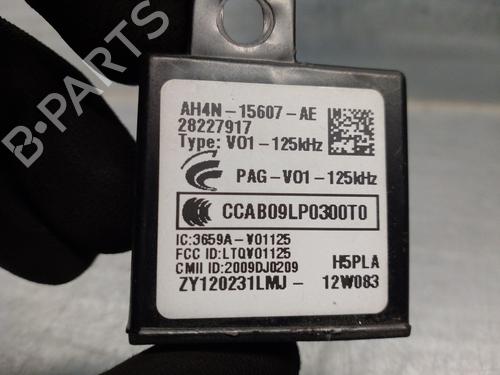 AH4N-15607-AE
28227917
Type: V01-125kHz
PAG-V01-125kHz
CCAB09LP0300T0
IC:3659A-V01125
FCC ID:LTQV01125
CMII ID:2009DJ0209
H5PLA
ZY120231LMJ- 12W083
B-PARTS